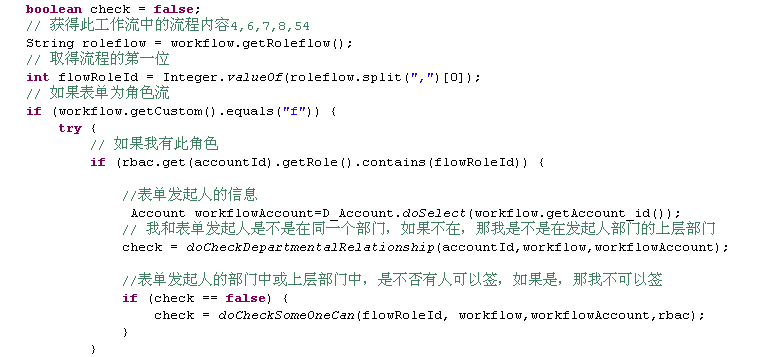 boolean check = false;
// 获得此工作流中的流程内容4,6,7,8,54
String roleflow = workflow.getRoleflow();
// 取得流程的第一位
int flowRoleId = Integer.valueOf(roleflow.split(",")[0]);
// 如果表单为角色流
if (workflow.getCustom().equals("f")) {
try {
// 如果我有此角色
if (rbac.get(accountId).getRole().contains(flowRoleId)) {
//表单发起人的信息
Account workflowAccount=D_Account.doSelect(workflow.getAccount_id());
// 我和表单发起人是不是在同一个部门，如果不在，那我是不是在发起人部门的上层部门
check = doCheckDepartmentalRelationship(accountId,workflow,workflowAccount);
//表单发起人的部门中或上层部门中，是不否有人可以签，如果是，那我不可以签
if (check == false) {
check = doCheckSomeOneCan(flowRoleId, workflow,workflowAccount,rbac);
}
}